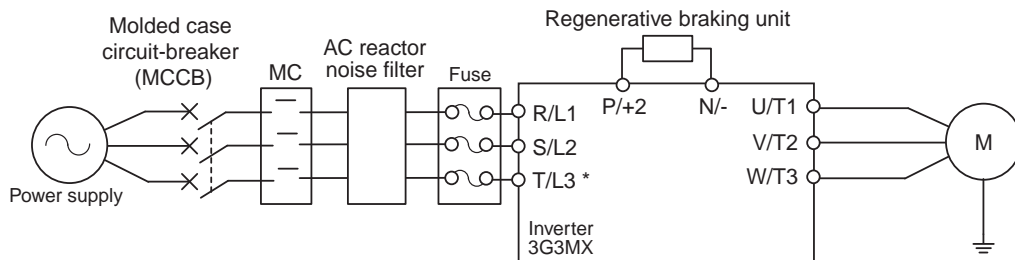 Regenerative braking unit
Molded case
circuit-breaker
(MCCB)
MC
AC reactor
noise filter
Fuse
P/+2
N/-
R/L1
S/L2
T/L3 *
U/T1
V/T2
W/T3
M
Power supply
Inverter
3G3MX